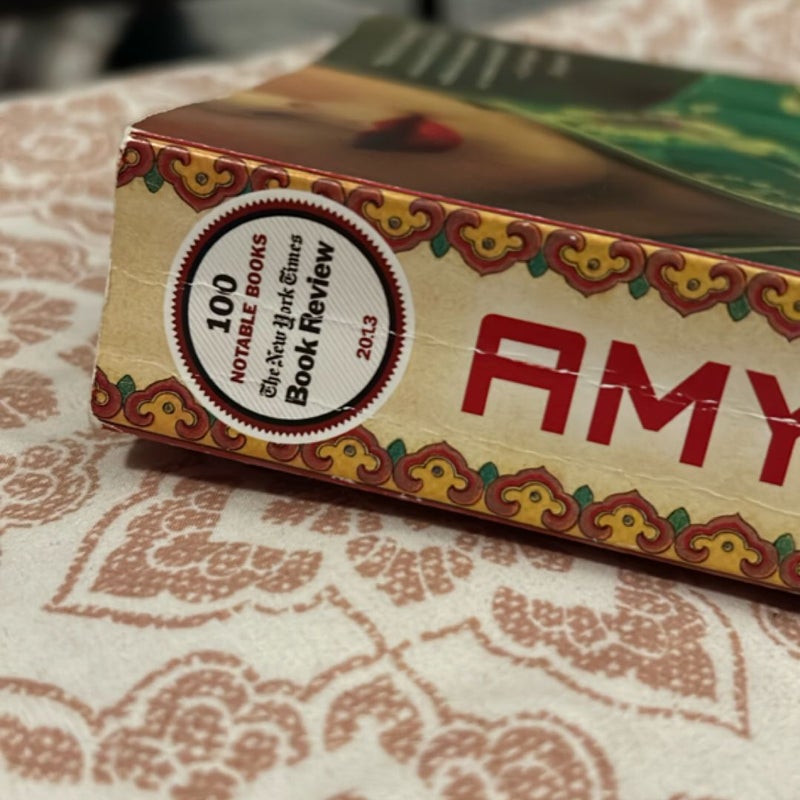 100
NOTABLE BOOKS
The New York Times
Book Review
2013
AMY